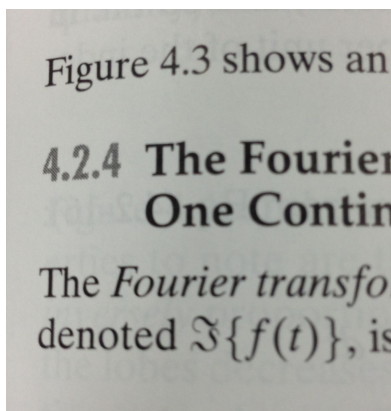 Figure 4.3 shows an
4.2.4 The Fourier
One Contin
The Fourier transfo
denoted ℑ{f(t)}, is